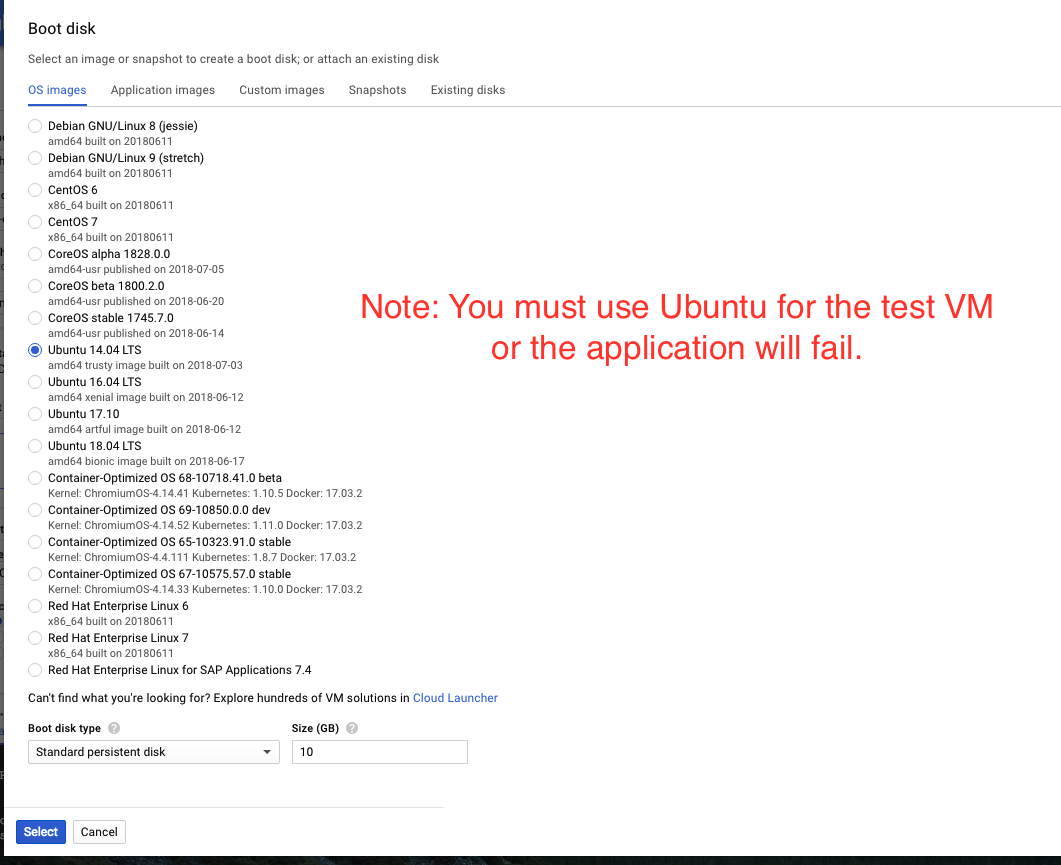 Boot disk
Select an image or snapshot to create a boot disk; or attach an existing disk
OS images Application images Custom images Snapshots Existing disks
Debian GNU/Linux 8 (jessie)
amd64 built on 20180611
Debian GNU/Linux 9 (stretch)
amd64 built on 20180611
CentOS 6
x86_64 built on 20180611
CentOS 7
x86_64 built on 20180611
CoreOS alpha 1828.0.0
amd64-usr published on 2018-07-05
CoreOS beta 1800.2.0
amd64-usr published on 2018-06-20
CoreOS stable 1745.7.0
amd64-usr published on 2018-06-14
Ubuntu 14.04 LTS
amd64 trusty image built on 2018-07-03
Ubuntu 16.04 LTS
amd64 xenial image built on 2018-06-12
Ubuntu 17.10
amd64 artful image built on 2018-06-12
Ubuntu 18.04 LTS
amd64 bionic image built on 2018-06-17
Container-Optimized OS 68-10718.41.0 beta
Kernel: ChromiumOS-4.14.41 Kubernetes: 1.10.5 Docker: 17.03.2
Container-Optimized OS 69-10850.0.0 dev
Kernel: ChromiumOS-4.14.52 Kubernetes: 1.11.0 Docker: 17.03.2
Container-Optimized OS 65-10323.91.0 stable
Kernel: ChromiumOS-4.4.111 Kubernetes: 1.8.7 Docker: 17.03.2
Container-Optimized OS 67-10575.57.0 stable
Kernel: ChromiumOS-4.14.33 Kubernetes: 1.10.0 Docker: 17.03.2
Red Hat Enterprise Linux 6
x86_64 built on 20180611
Red Hat Enterprise Linux 7
x86_64 built on 20180611
Red Hat Enterprise Linux for SAP Applications 7.4
Note: You must use Ubuntu for the test VM
or the application will fail.
Can't find what you're looking for? Explore hundreds of VM solutions in Cloud Launcher
Boot disk type ? Size (GB) ?
Standard persistent disk 10
Select Cancel